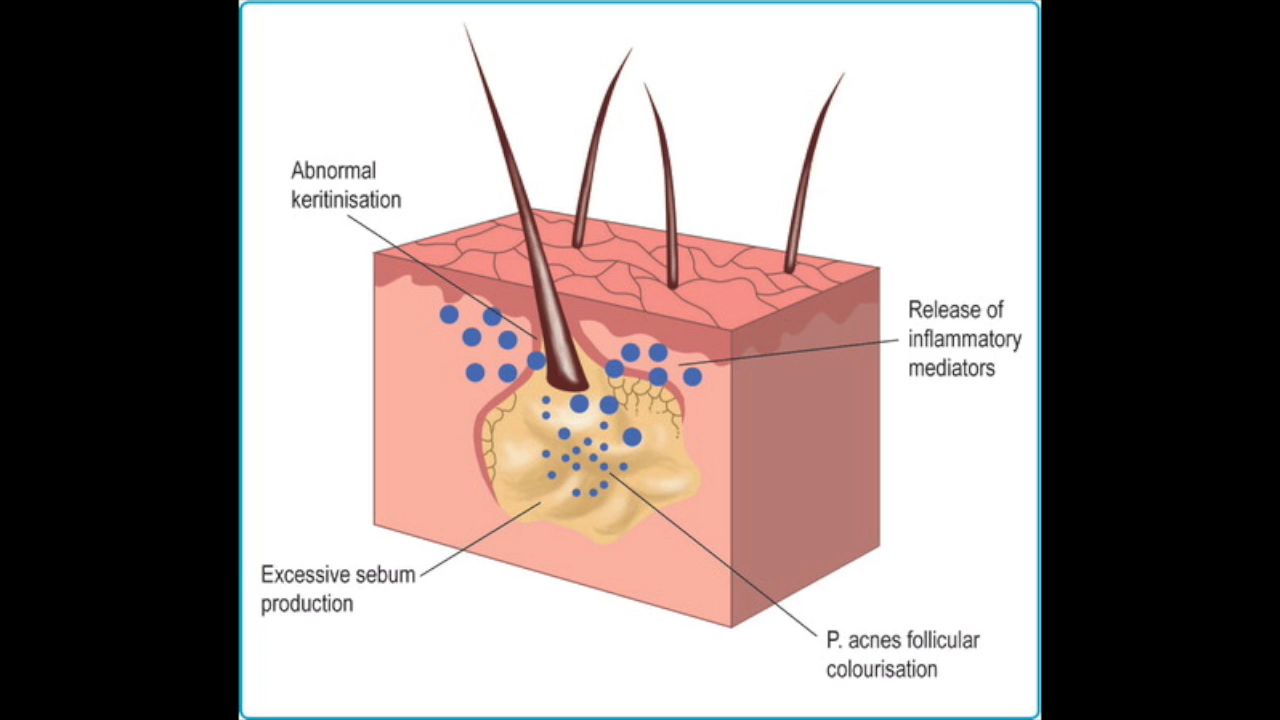 Abnormal
keritinisation
Release of
inflammatory
mediators
Excessive sebum
production
P. acnes follicular
colourisation